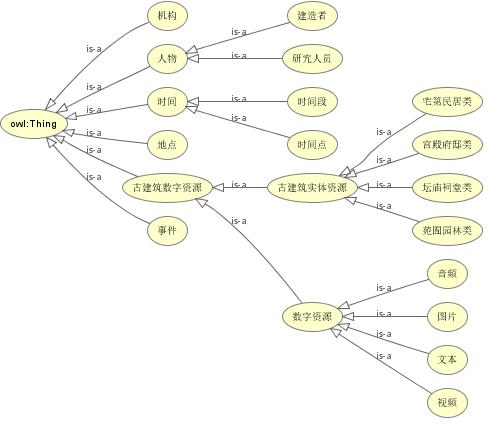 机构
建造者
is-a
is-a
人物
is-a
研究人员
is-a
时间
is-a
时间段
宅第民居类
is-a
is-a
owl:Thing
is-a
is-a
地点
时间点
宫殿府邸类
is-a
is-a
古建筑数字资源
is-a
古建筑实体资源
is-a
坛庙祠堂类
is-a
is-a
事件
is-a
苑囿园林类
音频
is-a
数字资源
is-a
图片
is-a
文本
is-a
视频